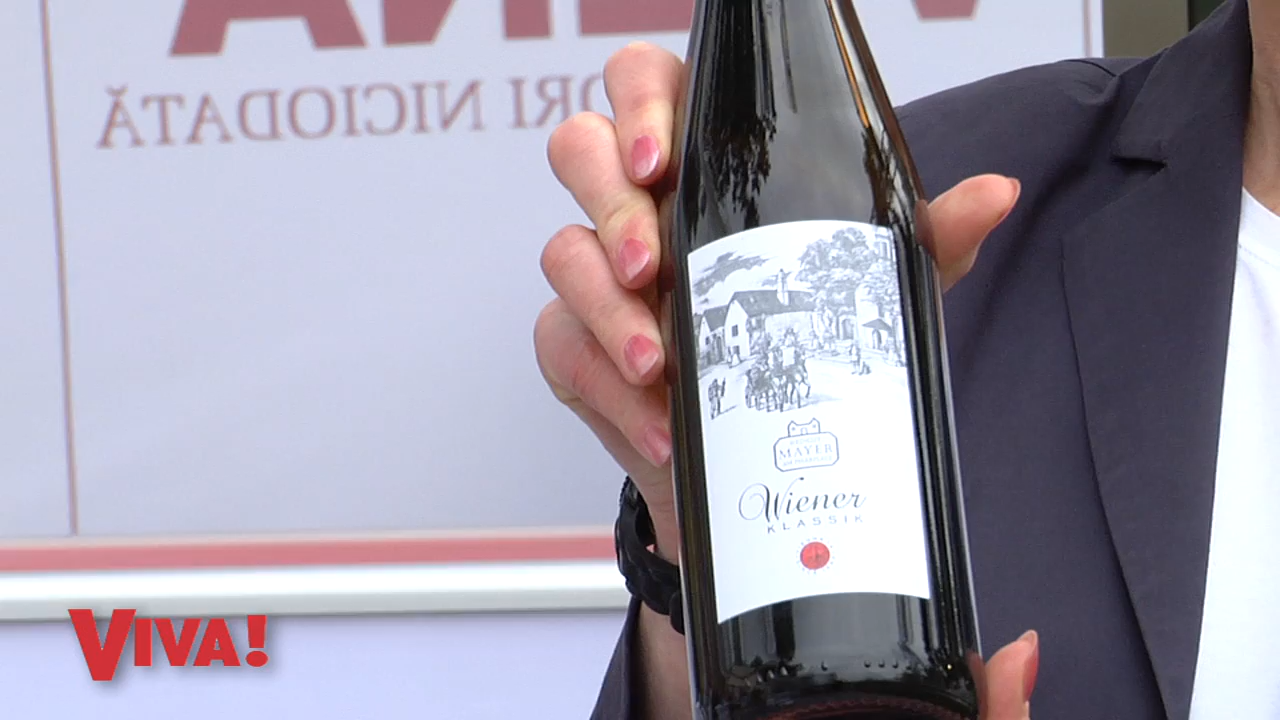 ORI NICIODATĂ
MAYER
Wiener
KLASSIK
VIVA!